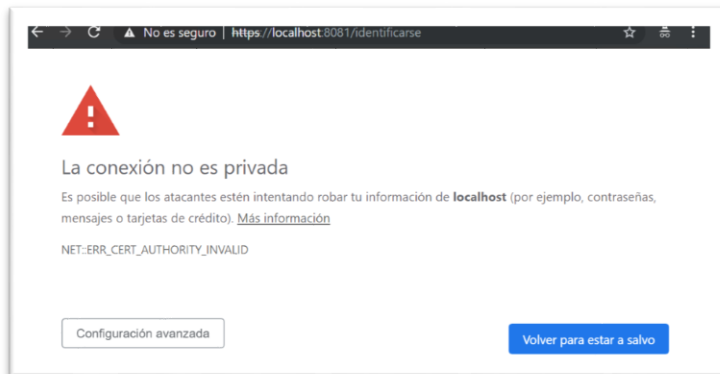 No es seguro | https://localhost:8081/identificarse
La conexión no es privada
Es posible que los atacantes estén intentando robar tu información de localhost (por ejemplo, contraseñas,
mensajes o tarjetas de crédito). Más información
NET::ERR_CERT_AUTHORITY_INVALID
Configuración avanzada
Volver para estar a salvo